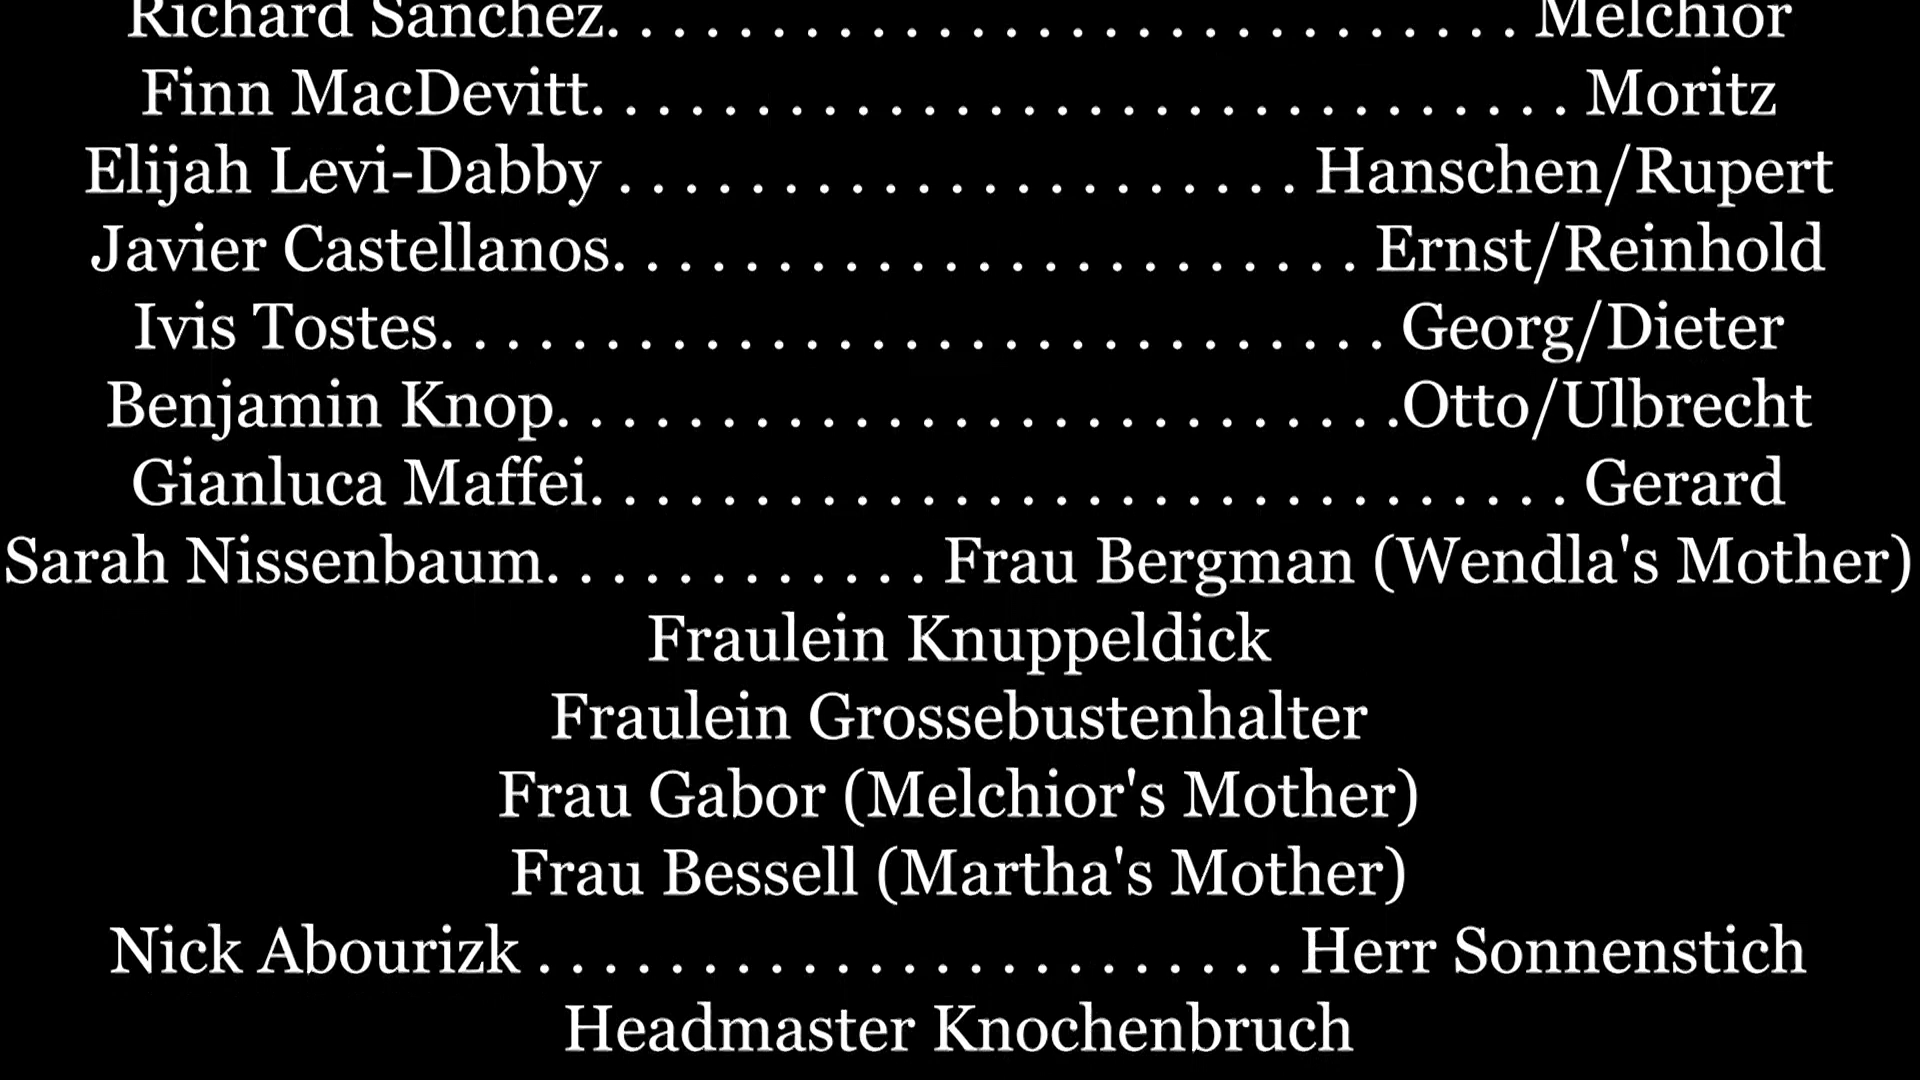 Richard Sanchez. . . . . . . . . . . . . . . . . . . . . . . . . . . . Melchior
Finn MacDevitt. . . . . . . . . . . . . . . . . . . . . . . . . . . . . . Moritz
Elijah Levi-Dabby . . . . . . . . . . . . . . . . . . . . . Hanschen/Rupert
Javier Castellanos. . . . . . . . . . . . . . . . . . . . . . . Ernst/Reinhold
Ivis Tostes. . . . . . . . . . . . . . . . . . . . . . . . . . . . . Georg/Dieter
Benjamin Knop. . . . . . . . . . . . . . . . . . . . . . . . . .Otto/Ulbrecht
Gianluca Maffei. . . . . . . . . . . . . . . . . . . . . . . . . . . . . . Gerard
Sarah Nissenbaum. . . . . . . . . . . . Frau Bergman (Wendla's Mother)
Fraulein Knuppeldick
Fraulein Grossebustenhalter
Frau Gabor (Melchior's Mother)
Frau Bessell (Martha's Mother)
Nick Abourizk . . . . . . . . . . . . . . . . . . . . . . . Herr Sonnenstich
Headmaster Knochenbruch